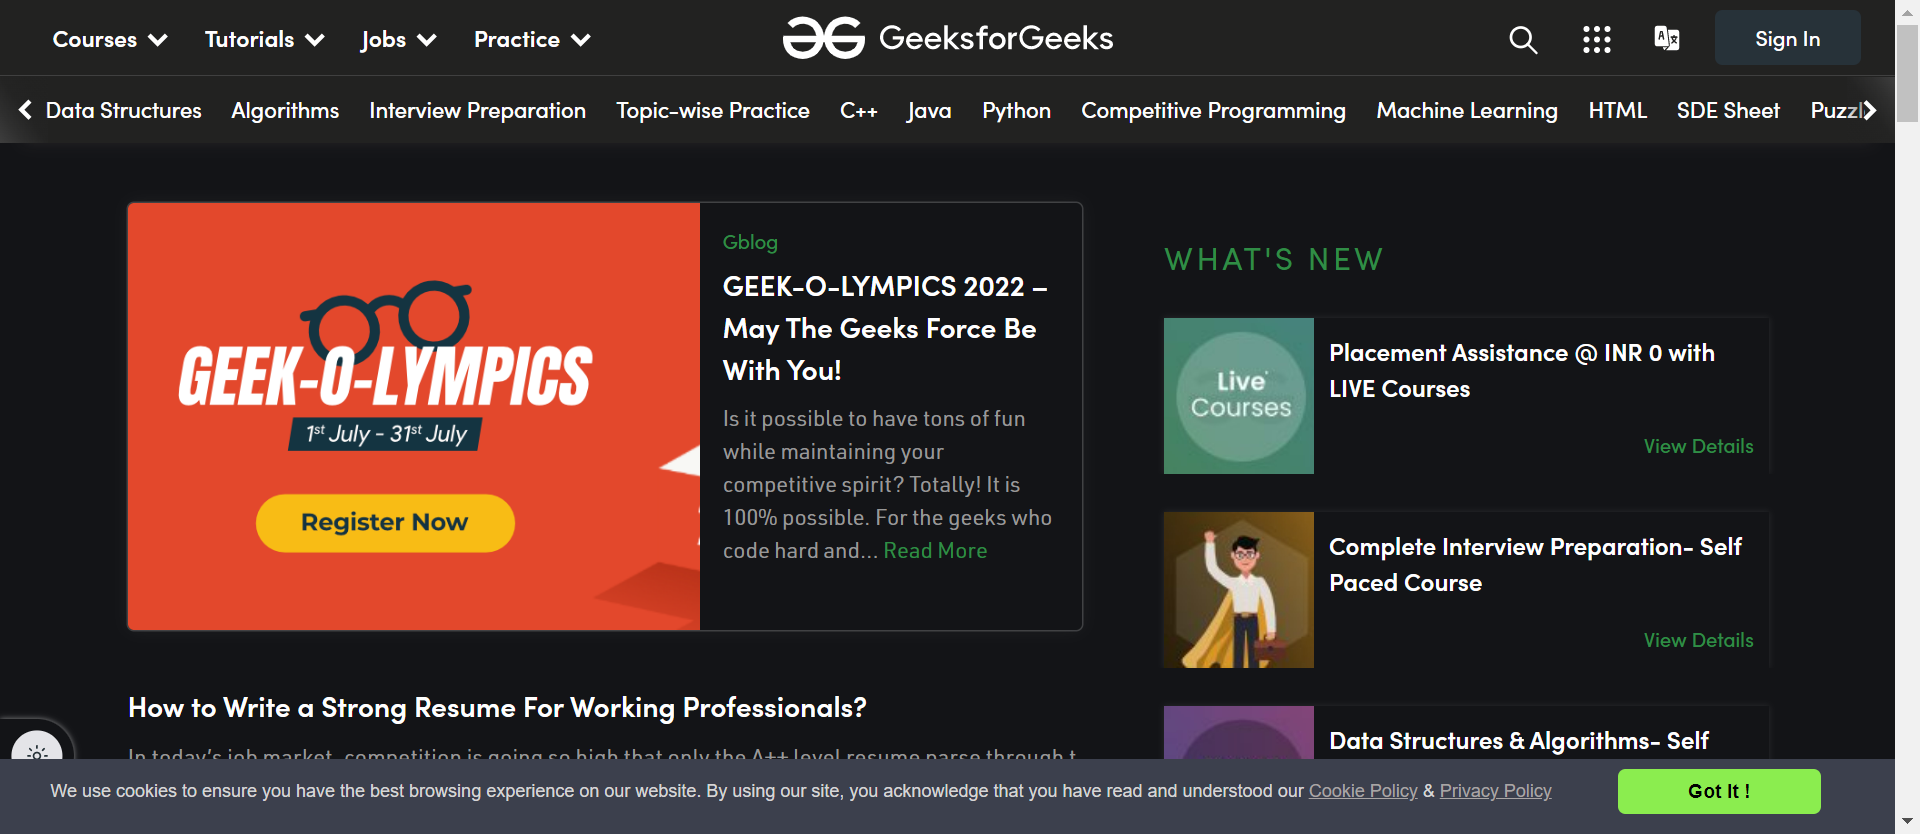 Courses Tutorials Jobs Practice GeeksforGeeks Sign In
Data Structures Algorithms Interview Preparation Topic-wise Practice C++ Java Python Competitive Programming Machine Learning HTML SDE Sheet
GEEK-O-LYMPICS
1st July - 31st July
Register Now
Gblog
GEEK-O-LYMPICS 2022 –
May The Geeks Force Be
With You!
Is it possible to have tons of fun
while maintaining your
competitive spirit? Totally! It is
100% possible. For the geeks who
code hard and... Read More
WHAT'S NEW
Live
Courses
Placement Assistance @ INR 0 with
LIVE Courses
View Details
Complete Interview Preparation- Self
Paced Course
View Details
Data Structures & Algorithms- Self
How to Write a Strong Resume For Working Professionals?
In today's job market, competition is going so high that only the A++ level resume parse through t
We use cookies to ensure you have the best browsing experience on our website. By using our site, you acknowledge that you have read and understood our Cookie Policy & Privacy Policy
Got It !